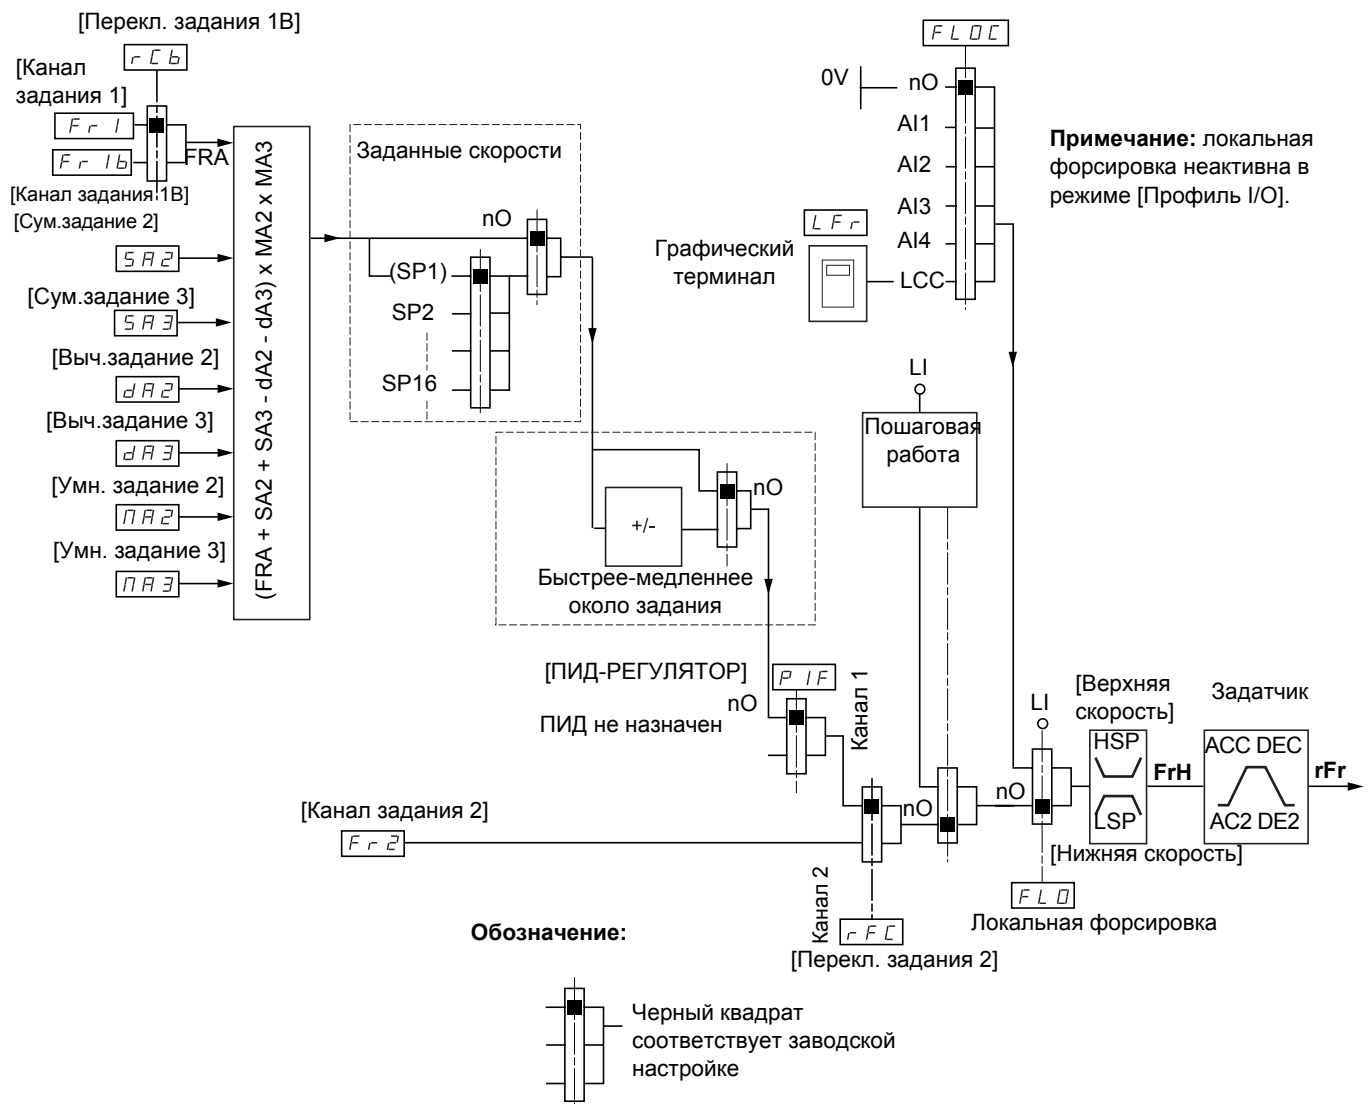 [Перекл. задания 1B]
rCb
[Канал
задания 1]
Fr1
Fr1b
FRA
[Канал задания 1B]
[Сум.задание 2]
SA2
[Сум.задание 3]
SA3
[Выч.задание 2]
dA2
[Выч.задание 3]
dA3
[Умн. задание 2]
MA2
[Умн. задание 3]
MA3
(FRA + SA2 + SA3 - dA2 - dA3) x MA2 x MA3
Заданные скорости
nO
(SP1)
SP2
SP16
+/-
nO
Быстрее-медленнее
около задания
FLOC
0V
nO
AI1
AI2
AI3
AI4
LCC
LFr
Графический
терминал
Примечание: локальная
форсировка неактивна в
режиме [Профиль I/O].
LI
Пошаговая
работа
[ПИД-РЕГУЛЯТОР]
PIF
nO
ПИД не назначен
Канал 1
[Канал задания 2]
Fr2
Канал 2
nO
rFC
[Перекл. задания 2]
nO
LI
FLO
Локальная форсировка
[Верхняя
скорость]
HSP
LSP
[Нижняя скорость]
FrH
Задатчик
ACC DEC
AC2 DE2
rFr
Обозначение:
Черный квадрат
соответствует заводской
настройке